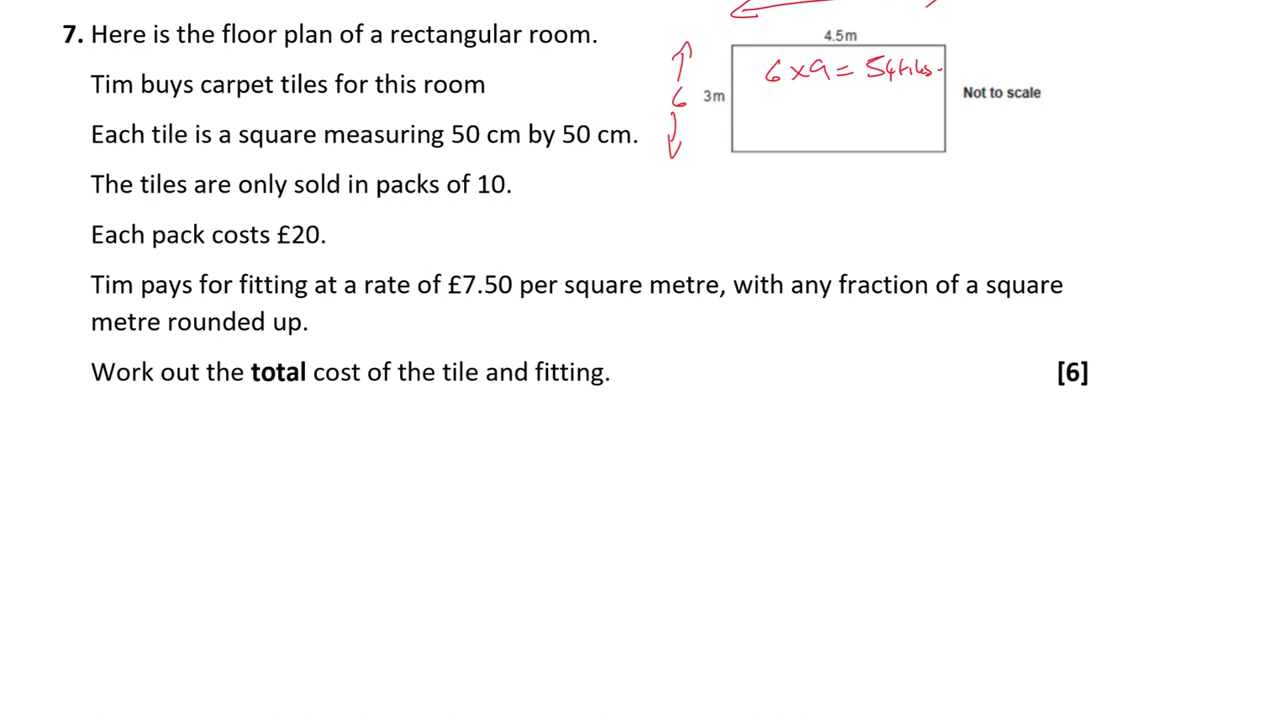 7. Here is the floor plan of a rectangular room.
4.5m
Tim buys carpet tiles for this room
6 x 9 = 54 tiles.
6
3m
Not to scale
Each tile is a square measuring 50 cm by 50 cm.
The tiles are only sold in packs of 10.
Each pack costs £20.
Tim pays for fitting at a rate of £7.50 per square metre, with any fraction of a square
metre rounded up.
Work out the total cost of the tile and fitting.
[6]